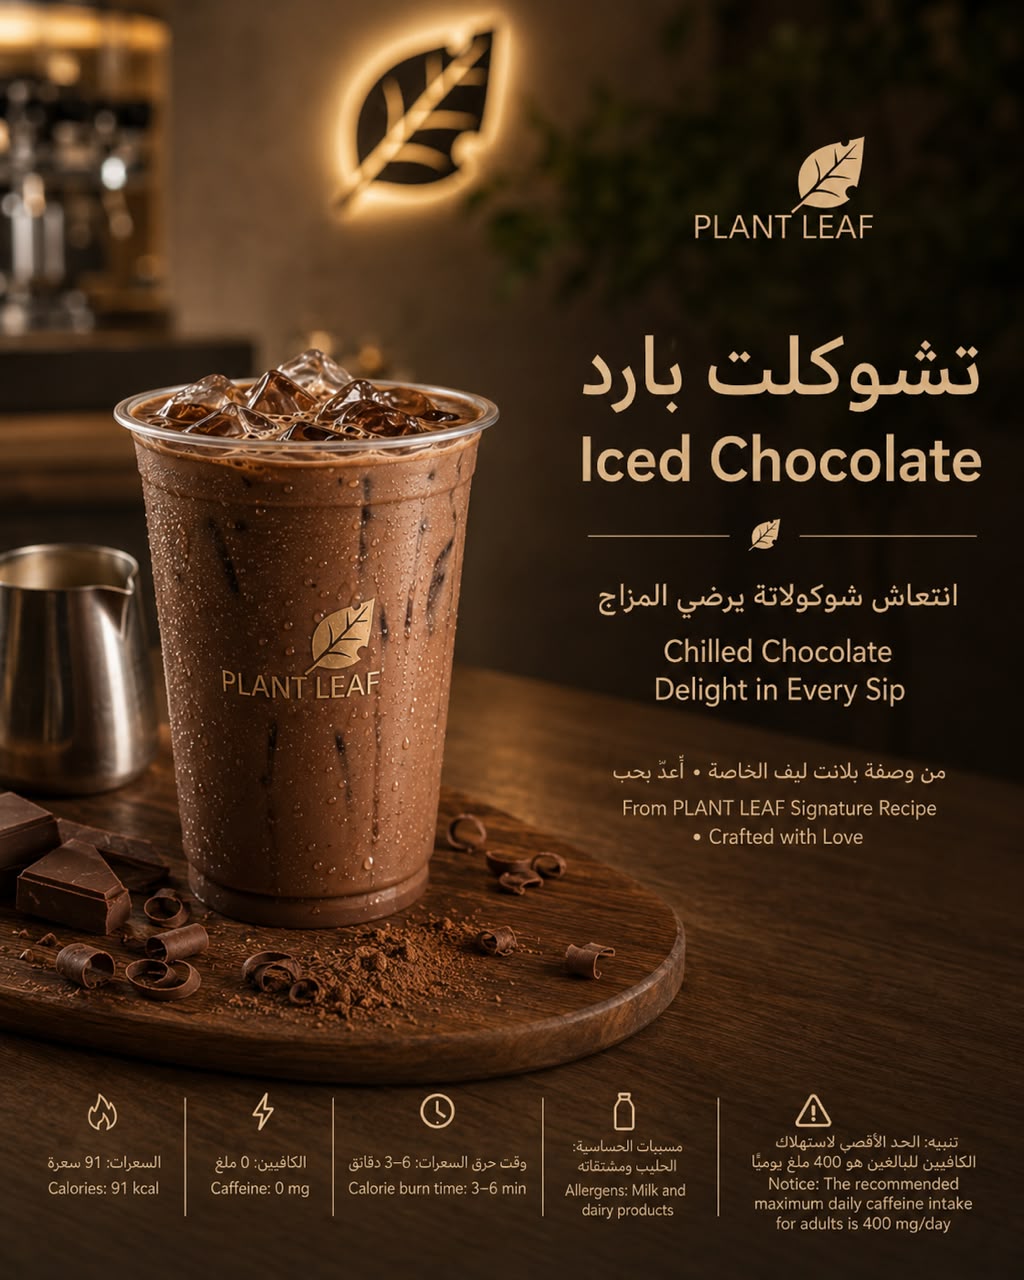 PLANT LEAF
تشوكلت بارد
Iced Chocolate
انتعاش شوكولاتة يرضي المزاج
Chilled Chocolate
Delight in Every Sip
من وصفة بلانت ليف الخاصة • أَعدّ بحب
From PLANT LEAF Signature Recipe
• Crafted with Love
PLANT LEAF
السعرات: 91 سعرة
Calories: 91 kcal
الكافيين: 0 ملغ
Caffeine: 0 mg
وقت حرق السعرات: 3–6 دقائق
Calorie burn time: 3–6 min
مسببات الحساسية:
الحليب ومشتقاته
Allergens: Milk and
dairy products
تنبيه: الحد الأقصى لاستهلاك
الكافيين للبالغين هو 400 ملغ يوميًا
Notice: The recommended
maximum daily caffeine intake
for adults is 400 mg/day